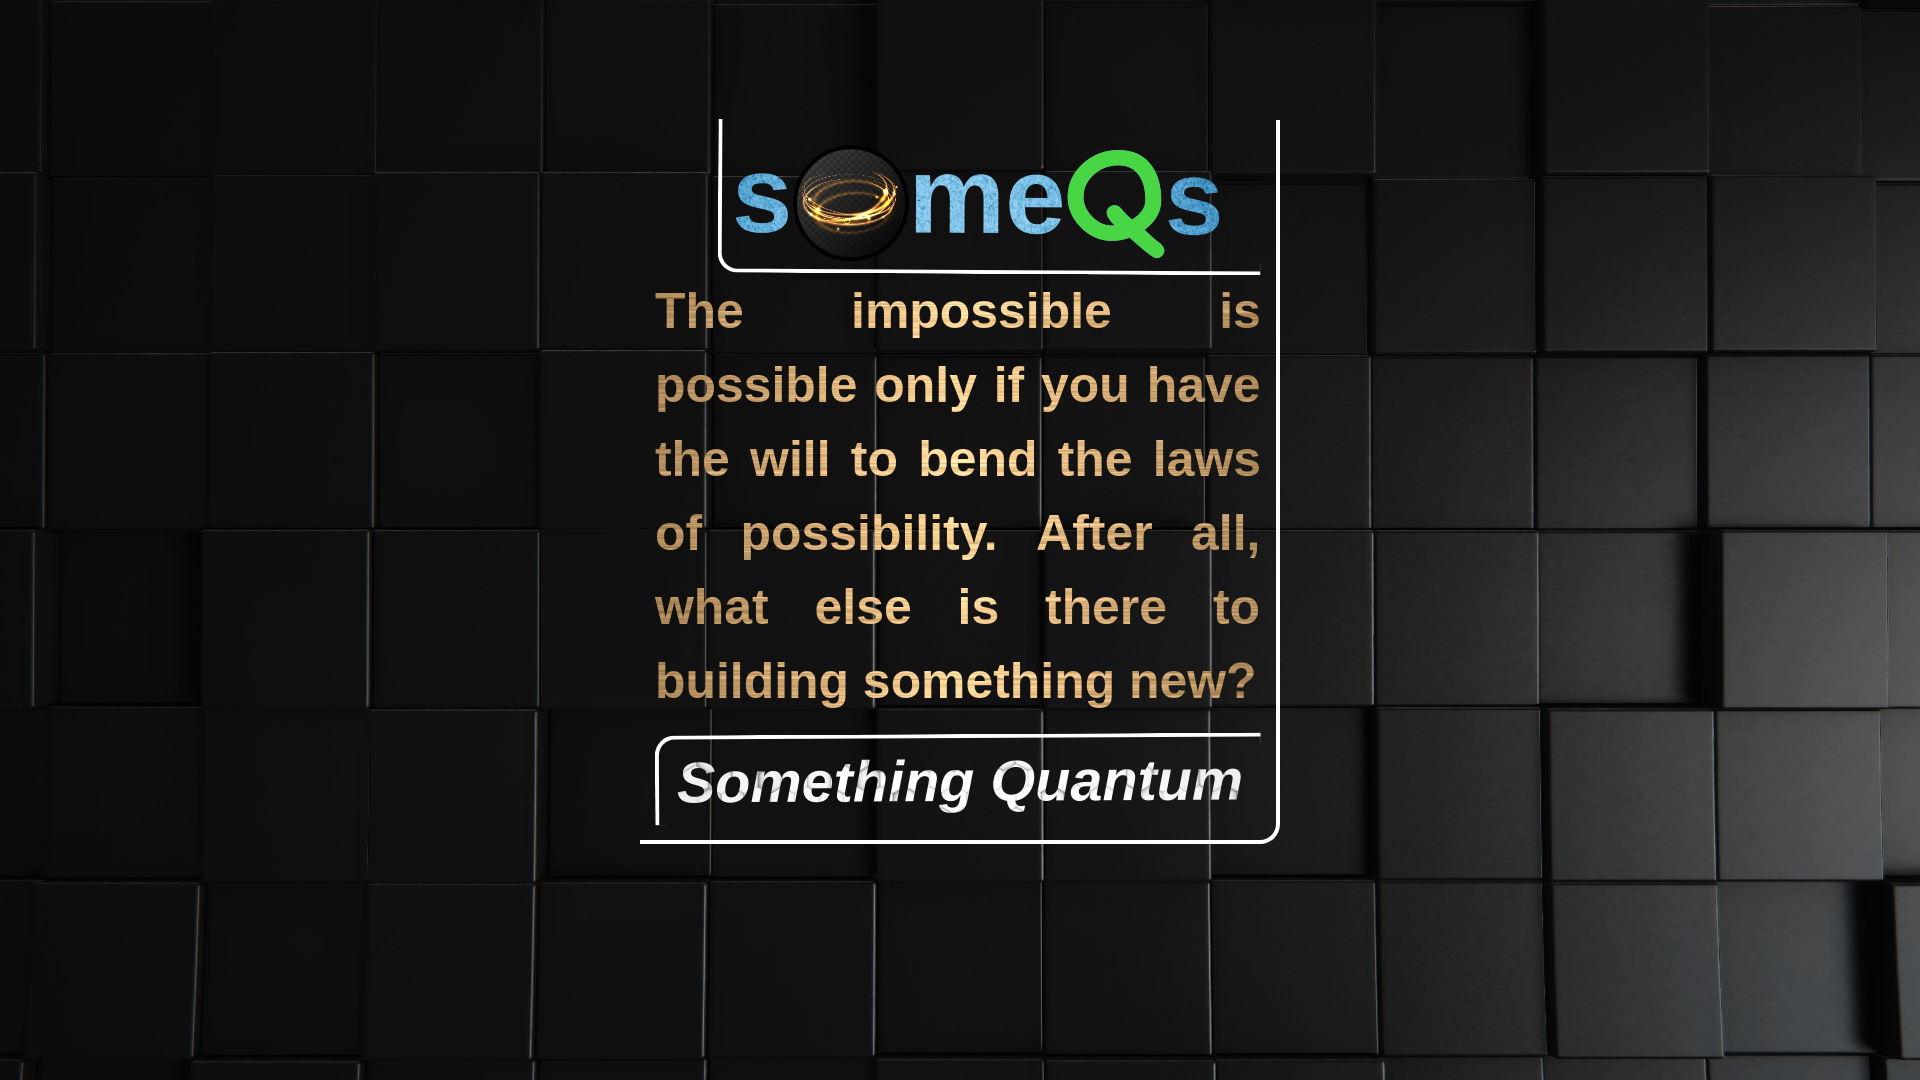 someQs
The impossible is
possible only if you have
the will to bend the laws
of possibility. After all,
what else is there to
building something new?
Something Quantum